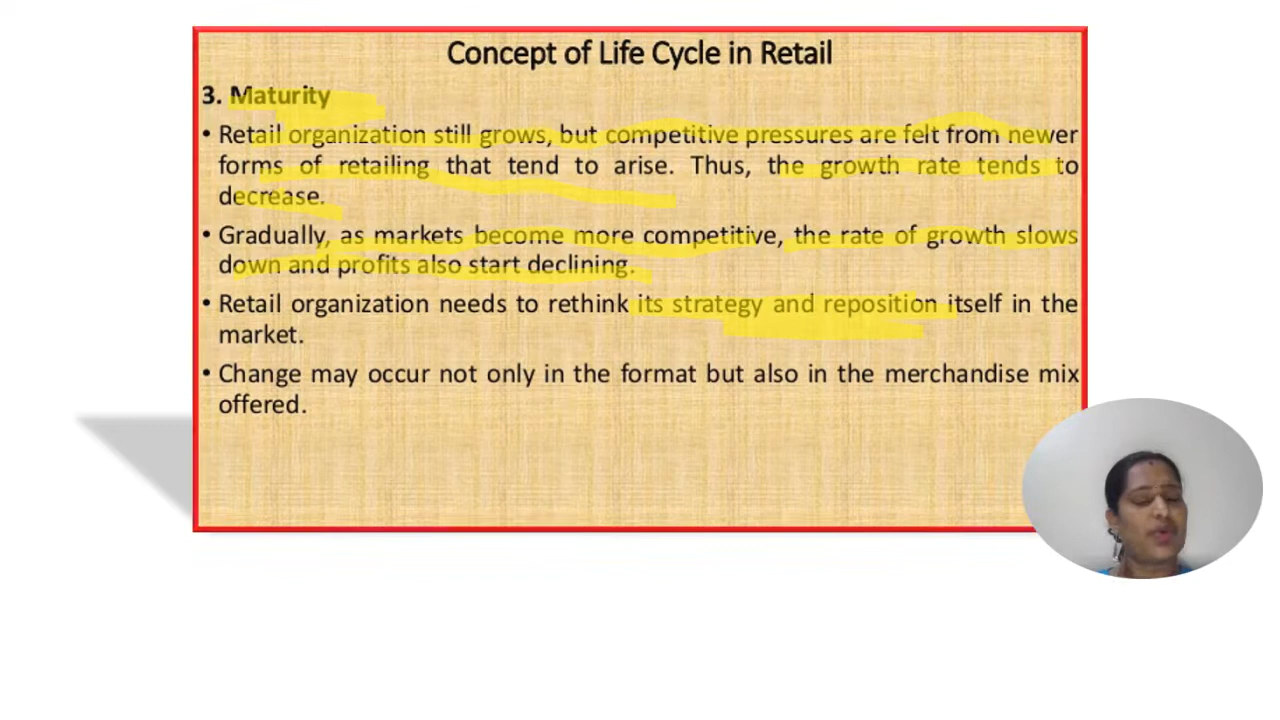 Concept of Life Cycle in Retail
3. Maturity
• Retail organization still grows, but competitive pressures are felt from newer
forms of retailing that tend to arise. Thus, the growth rate tends to
decrease.
• Gradually, as markets become more competitive, the rate of growth slows
down and profits also start declining.
• Retail organization needs to rethink its strategy and reposition itself in the
market.
• Change may occur not only in the format but also in the merchandise mix
offered.